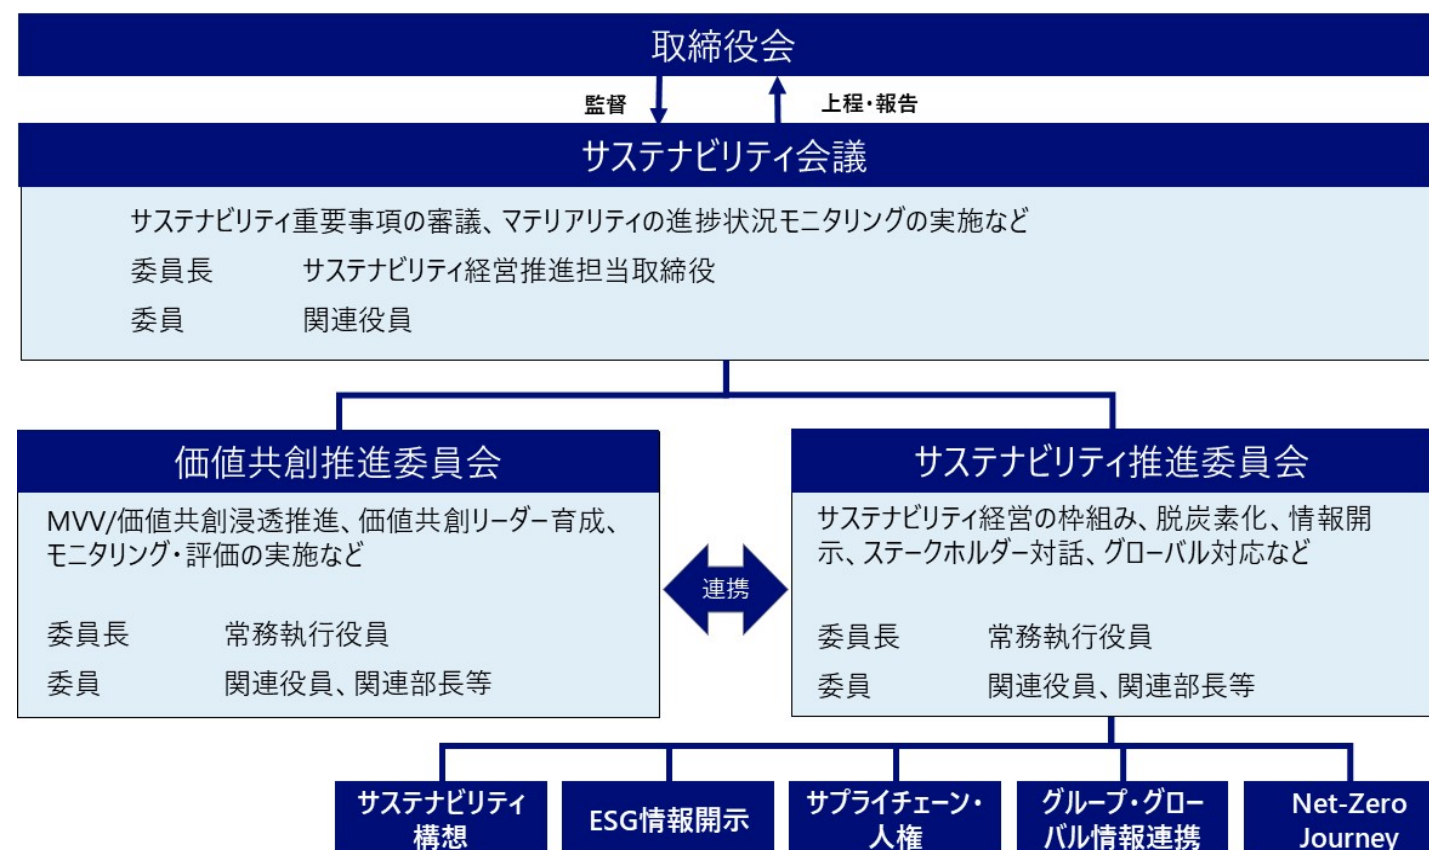 取締役会
監督
上程・報告
サステナビリティ会議
サステナビリティ重要事項の審議、マテリアリティの進捗状況モニタリングの実施など
委員長 サステナビリティ経営推進担当取締役
委員 関連役員
価値共創推進委員会
MVV/価値共創浸透推進、価値共創リーダー育成、
モニタリング・評価の実施など
委員長 常務執行役員
委員 関連役員、関連部長等
連携
サステナビリティ推進委員会
サステナビリティ経営の枠組み、脱炭素化、情報開
示、ステークホルダー対話、グローバル対応など
委員長 常務執行役員
委員 関連役員、関連部長等
サステナビリティ
構想
ESG情報開示
サプライチェーン・
人権
グループ・グロー
バル情報連携
Net-Zero
Journey